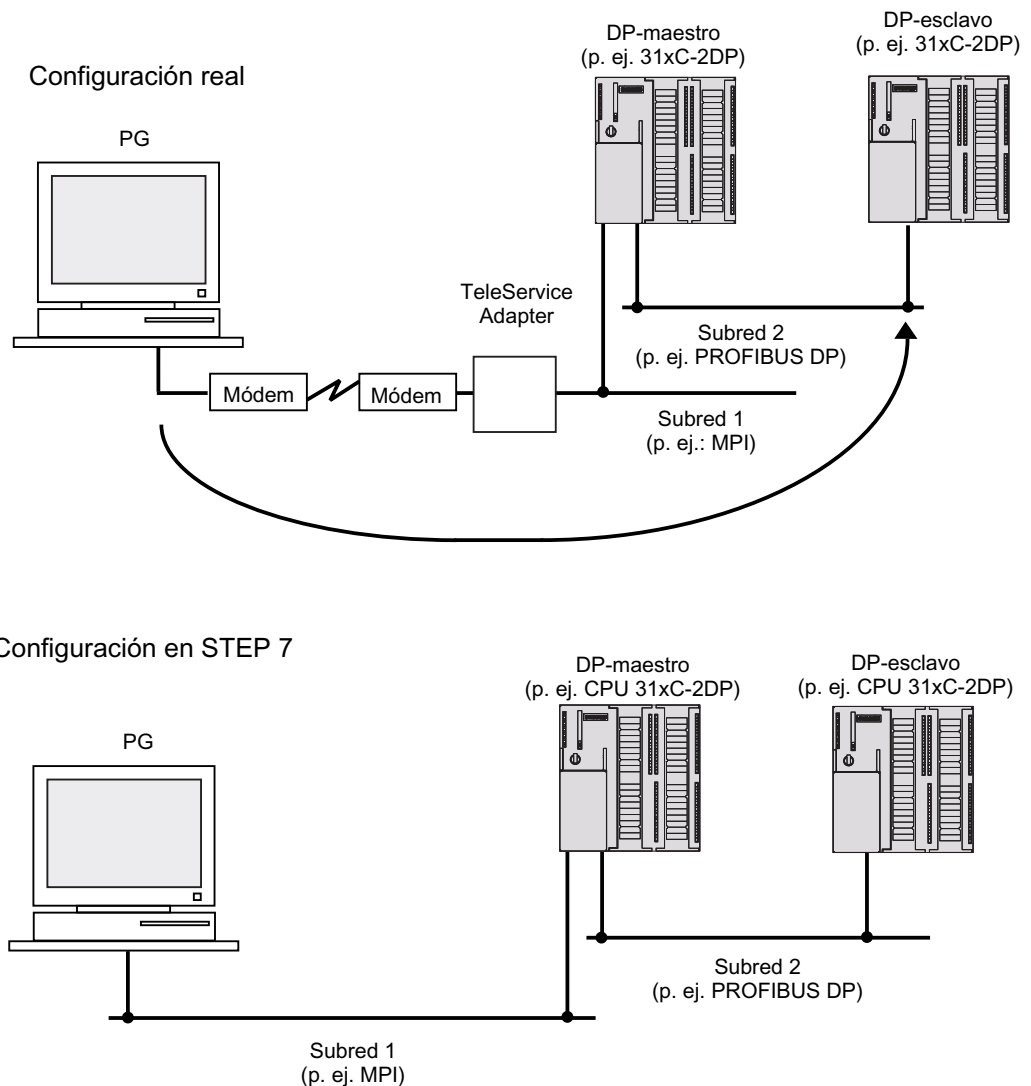 DP-maestro
(p. ej. 31xC-2DP)
DP-esclavo
(p. ej. 31xC-2DP)
Configuración real
PG
TeleService
Adapter
Subred 2
(p. ej. PROFIBUS DP)
Módem
Módem
Subred 1
(p. ej.: MPI)
Configuración en STEP 7
DP-maestro
(p. ej. CPU 31xC-2DP)
DP-esclavo
(p. ej. CPU 31xC-2DP)
PG
Subred 2
(p. ej. PROFIBUS DP)
Subred 1
(p. ej. MPI)